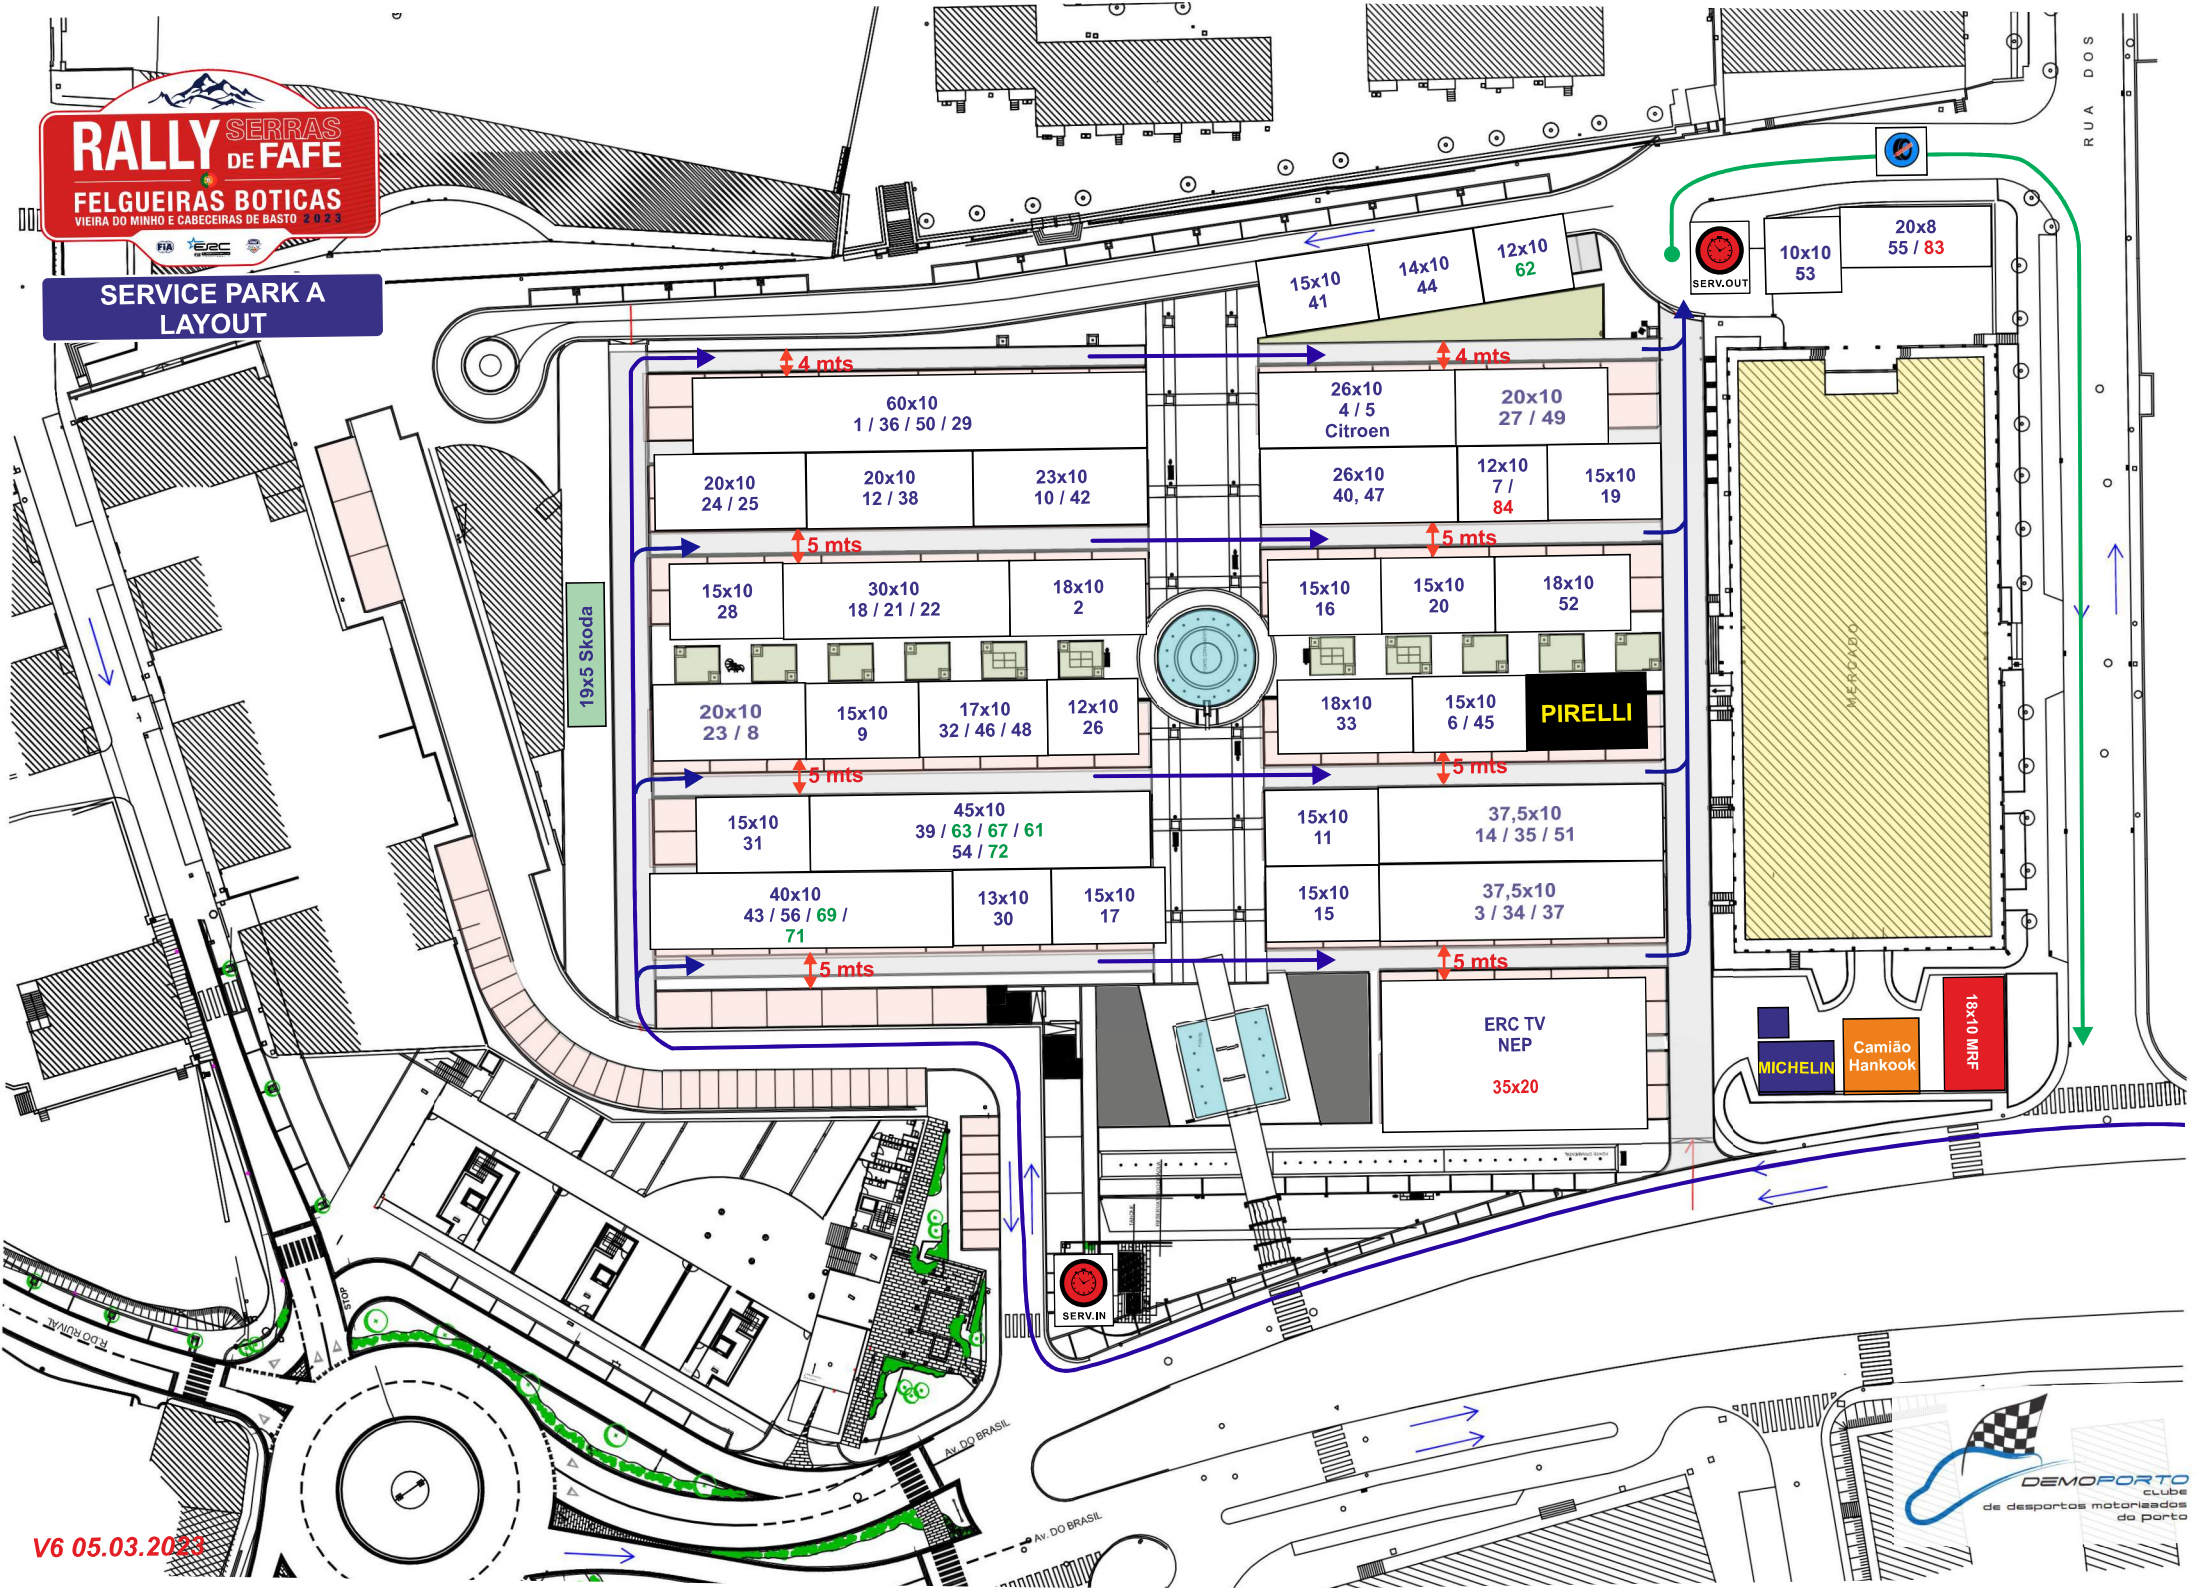 RALLY SERRAS
DE FAFE
FELGUEIRAS BOTICAS
VIEIRA DO MINHO E CABECEIRAS DE BASTO 2023
FIA ERC
SERVICE PARK A
LAYOUT
RUA DOS
SERV.OUT
10x10
53
20x8
55 / 83
15x10
41
14x10
44
12x10
62
4 mts
4 mts
60x10
1 / 36 / 50 / 29
26x10
4 / 5
Citroen
20x10
27 / 49
20x10
24 / 25
20x10
12 / 38
23x10
10 / 42
26x10
40, 47
12x10
7 /
84
15x10
19
5 mts
5 mts
15x10
28
30x10
18 / 21 / 22
18x10
2
15x10
16
15x10
20
18x10
52
19x5 Skoda
MERCADO
20x10
23 / 8
15x10
9
17x10
32 / 46 / 48
12x10
26
18x10
33
15x10
6 / 45
PIRELLI
5 mts
5 mts
15x10
31
45x10
39 / 63 / 67 / 61
54 / 72
15x10
11
37,5x10
14 / 35 / 51
40x10
43 / 56 / 69 /
71
13x10
30
15x10
17
15x10
15
37,5x10
3 / 34 / 37
5 mts
5 mts
ERC TV
NEP
35x20
MICHELIN
Camião
Hankook
18x10 MRF
SERV.IN
STOP
R.DO RUIVAL
Av. DO BRASIL
Av. DO BRASIL
DEMOPORTO
clube
de desportos motorizados
do porto
V6 05.03.2023